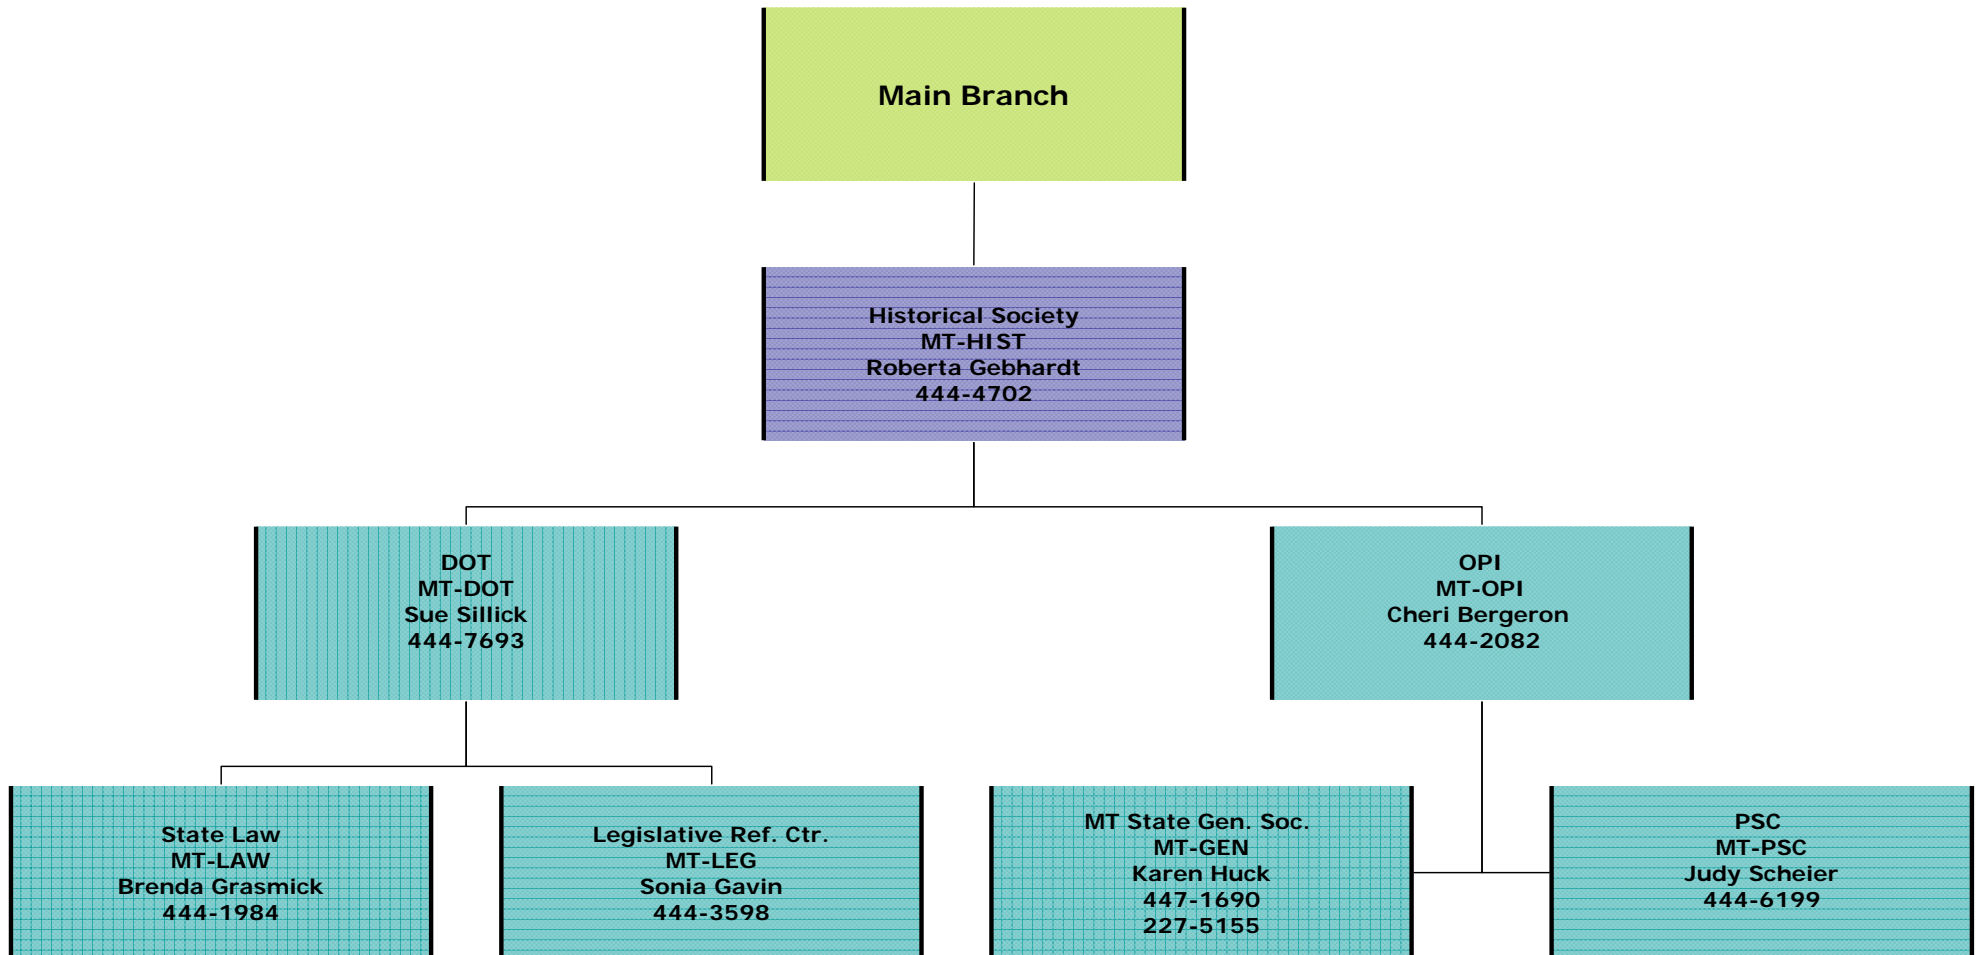 Main Branch
Historical Society
MT-HIST
Roberta Gebhardt
444-4702
DOT
MT-DOT
Sue Sillick
444-7693
OPI
MT-OPI
Cheri Bergeron
444-2082
State Law
MT-LAW
Brenda Grasmick
444-1984
Legislative Ref. Ctr.
MT-LEG
Sonia Gavin
444-3598
MT State Gen. Soc.
MT-GEN
Karen Huck
447-1690
227-5155
PSC
MT-PSC
Judy Scheier
444-6199